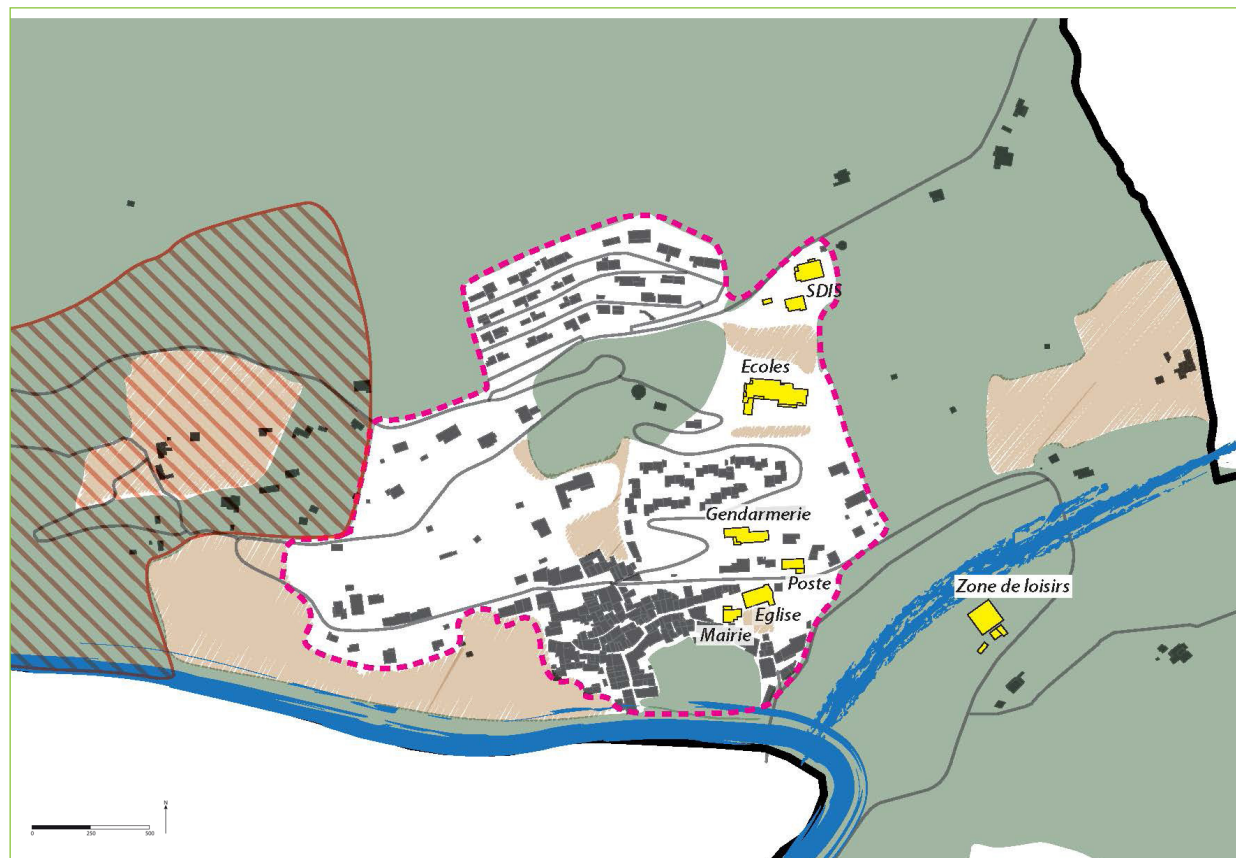 SDIS
Ecoles
Gendarmerie
Poste
Zone de loisirs
Eglise
Mairie
N
0 250 500